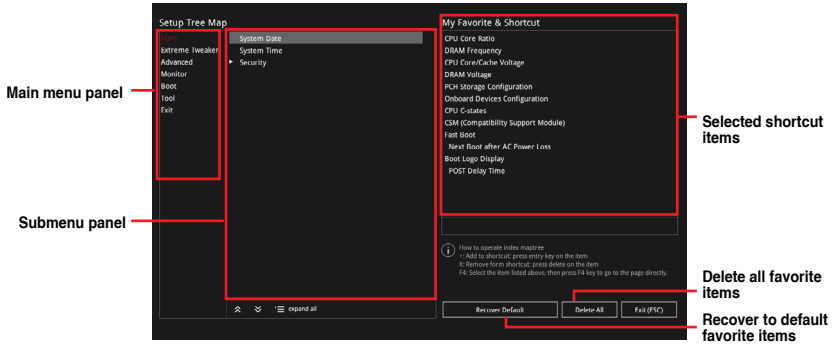 Setup Tree Map
My Favorite & Shortcut
Main
Extreme Tweaker
Advanced
Monitor
Boot
Tool
Exit
System Date
System Time
Security
CPU Core Ratio
DRAM Frequency
CPU Core/Cache Voltage
DRAM Voltage
PCH Storage Configuration
Onboard Devices Configuration
CPU C-states
CSM (Compatibility Support Module)
Fast Boot
Next Boot after AC Power Loss
Boot Logo Display
POST Delay Time
Main menu panel
Submenu panel
Selected shortcut
items
How to operate index maptree
+: Add to shortcut: press entry key on the item
X: Remove form shortcut: press delete on the item
F4: Select the item listed above, then press F4 key to go to the page directly.
expand all
Recover Default
Delete All
Exit (ESC)
Delete all favorite
items
Recover to default
favorite items